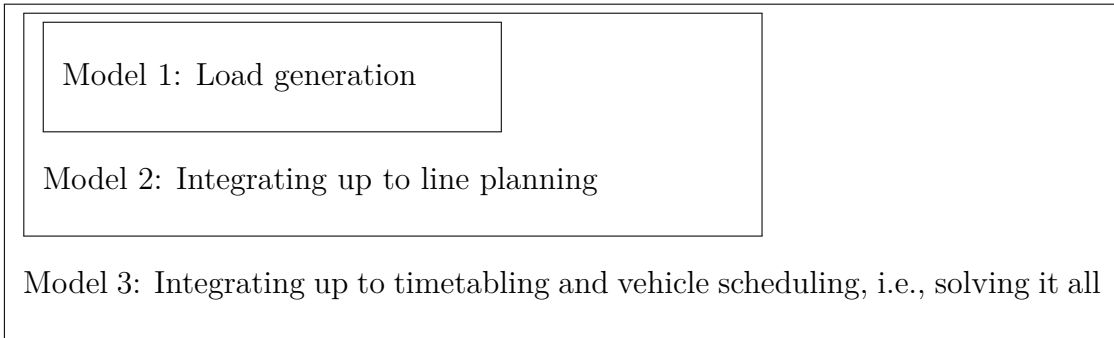 Model 1: Load generation
Model 2: Integrating up to line planning
Model 3: Integrating up to timetabling and vehicle scheduling, i.e., solving it all